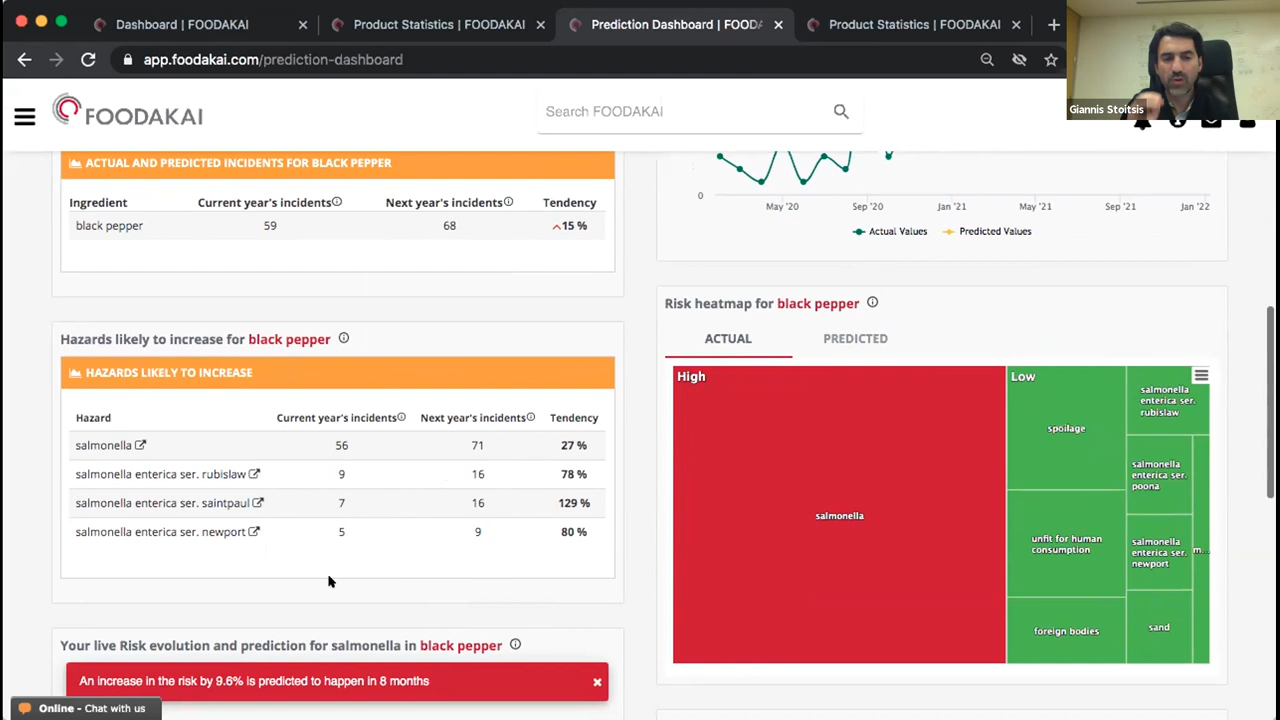 Dashboard | FOODAKAI
Product Statistics | FOODAKAI
Prediction Dashboard | FOOD
Product Statistics | FOODAKAI
app.foodakai.com/prediction-dashboard
Giannis Stoitsis
FOODAKAI
Search FOODAKAI
ACTUAL AND PREDICTED INCIDENTS FOR BLACK PEPPER
Ingredient Current year's incidents Next year's incidents Tendency
black pepper 59 68 15 %
0
May '20 Sep '20 Jan '21 May '21 Sep '21 Jan '22
Actual Values Predicted Values
Hazards likely to increase for black pepper
HAZARDS LIKELY TO INCREASE
Hazard Current year's incidents Next year's incidents Tendency
salmonella 56 71 27 %
salmonella enterica ser. rubislaw 9 16 78 %
salmonella enterica ser. saintpaul 7 16 129 %
salmonella enterica ser. newport 5 9 80 %
Risk heatmap for black pepper
ACTUAL PREDICTED
High
salmonella
Low
spoilage
unfit for human
consumption
foreign bodies
salmonella
enterica ser.
rubislaw
salmonella
enterica ser.
poona
salmonella
enterica ser.
newport
m...
sand
Your live Risk evolution and prediction for salmonella in black pepper
An increase in the risk by 9.6% is predicted to happen in 8 months
Online - Chat with us